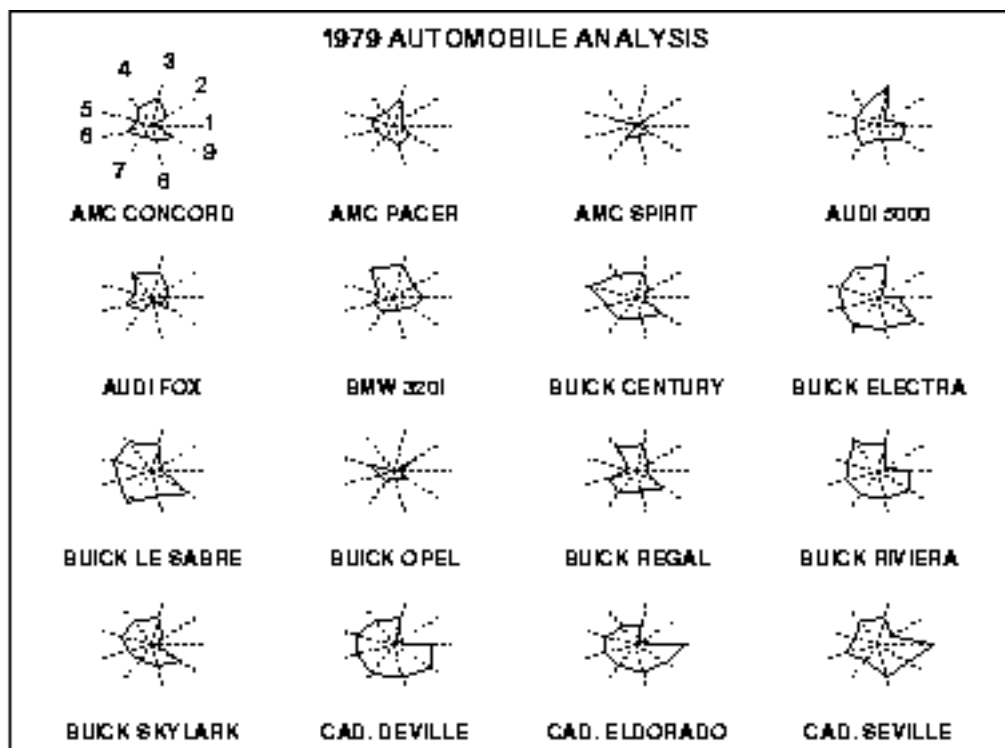 1979 AUTOMOBILE ANALYSIS
4 3 2
5 1
6 9
7 8
AMC CONCORD AMC PACER AMC SPIRIT AUDI 5000
AUDI FOX BMW 320I BUICK CENTURY BUICK ELECTRA
BUICK LE SABRE BUICK OPEL BUICK REGAL BUICK RIVIERA
BUICK SKYLARK CAD. DEVILLE CAD. ELDORADO CAD. SEVILLE